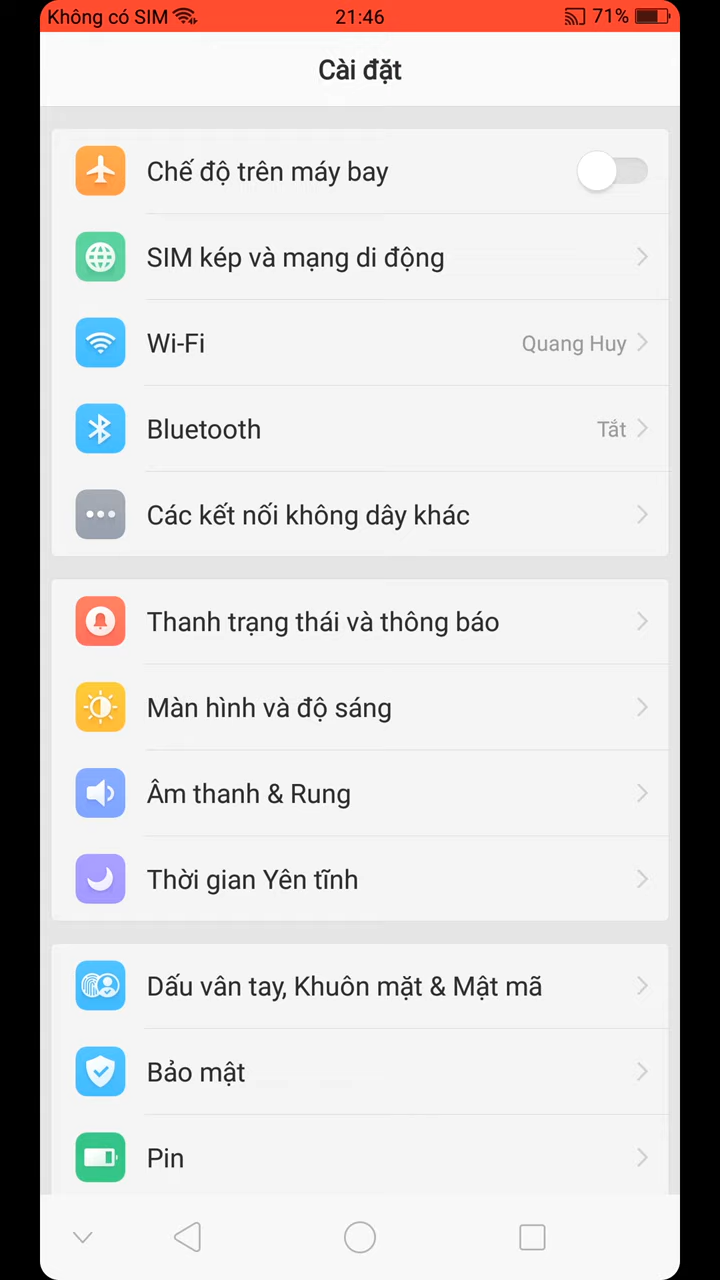 Không có SIM 21:46 71%
Cài đặt
Chế độ trên máy bay
SIM kép và mạng di động
Wi-Fi Quang Huy
Bluetooth Tắt
Các kết nối không dây khác
Thanh trạng thái và thông báo
Màn hình và độ sáng
Âm thanh & Rung
Thời gian Yên tĩnh
Dấu vân tay, Khuôn mặt & Mật mã
Bảo mật
Pin